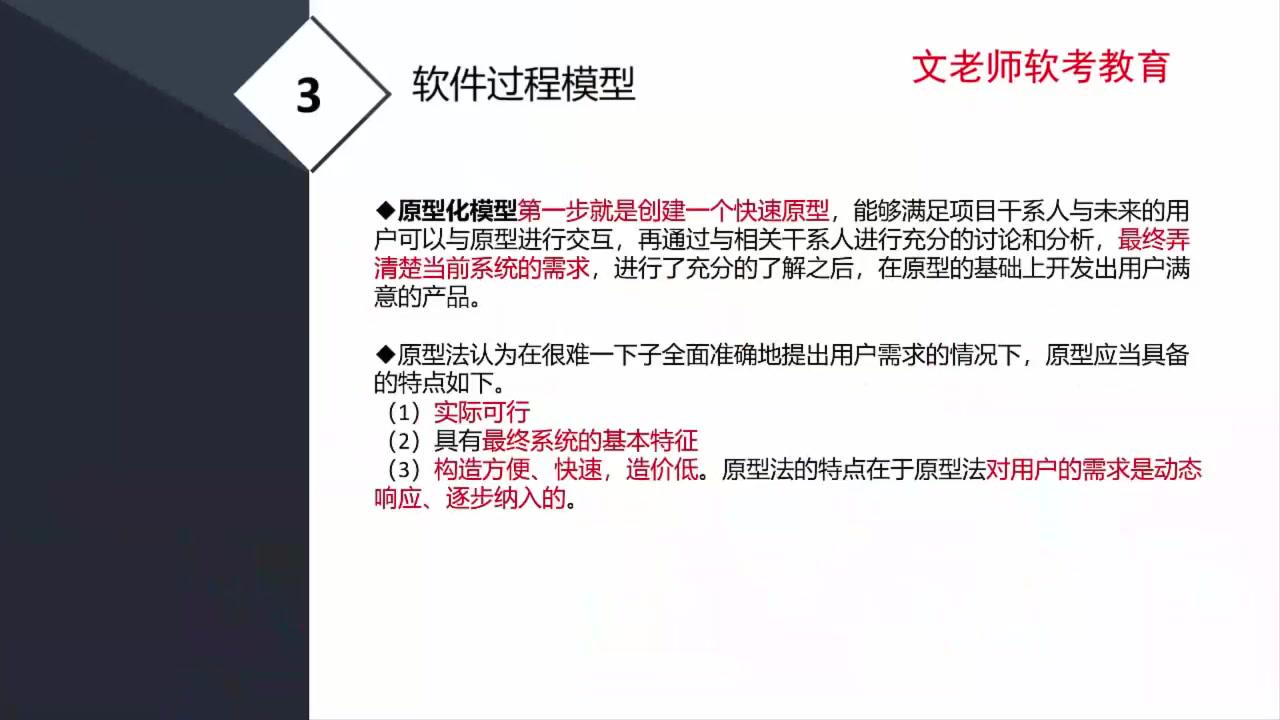 3
软件过程模型
文老师软考教育
◆原型化模型第一步就是创建一个快速原型，能够满足项目干系人与未来的用
户可以与原型进行交互，再通过与相关干系人进行充分的讨论和分析，最终弄
清楚当前系统的需求，进行了充分的了解之后，在原型的基础上开发出用户满
意的产品。
◆原型法认为在很难一下子全面准确地提出用户需求的情况下，原型应当具备
的特点如下。
（1）实际可行
（2）具有最终系统的基本特征
（3）构造方便、快速，造价低。原型法的特点在于原型法对用户的需求是动态
响应、逐步纳入的。